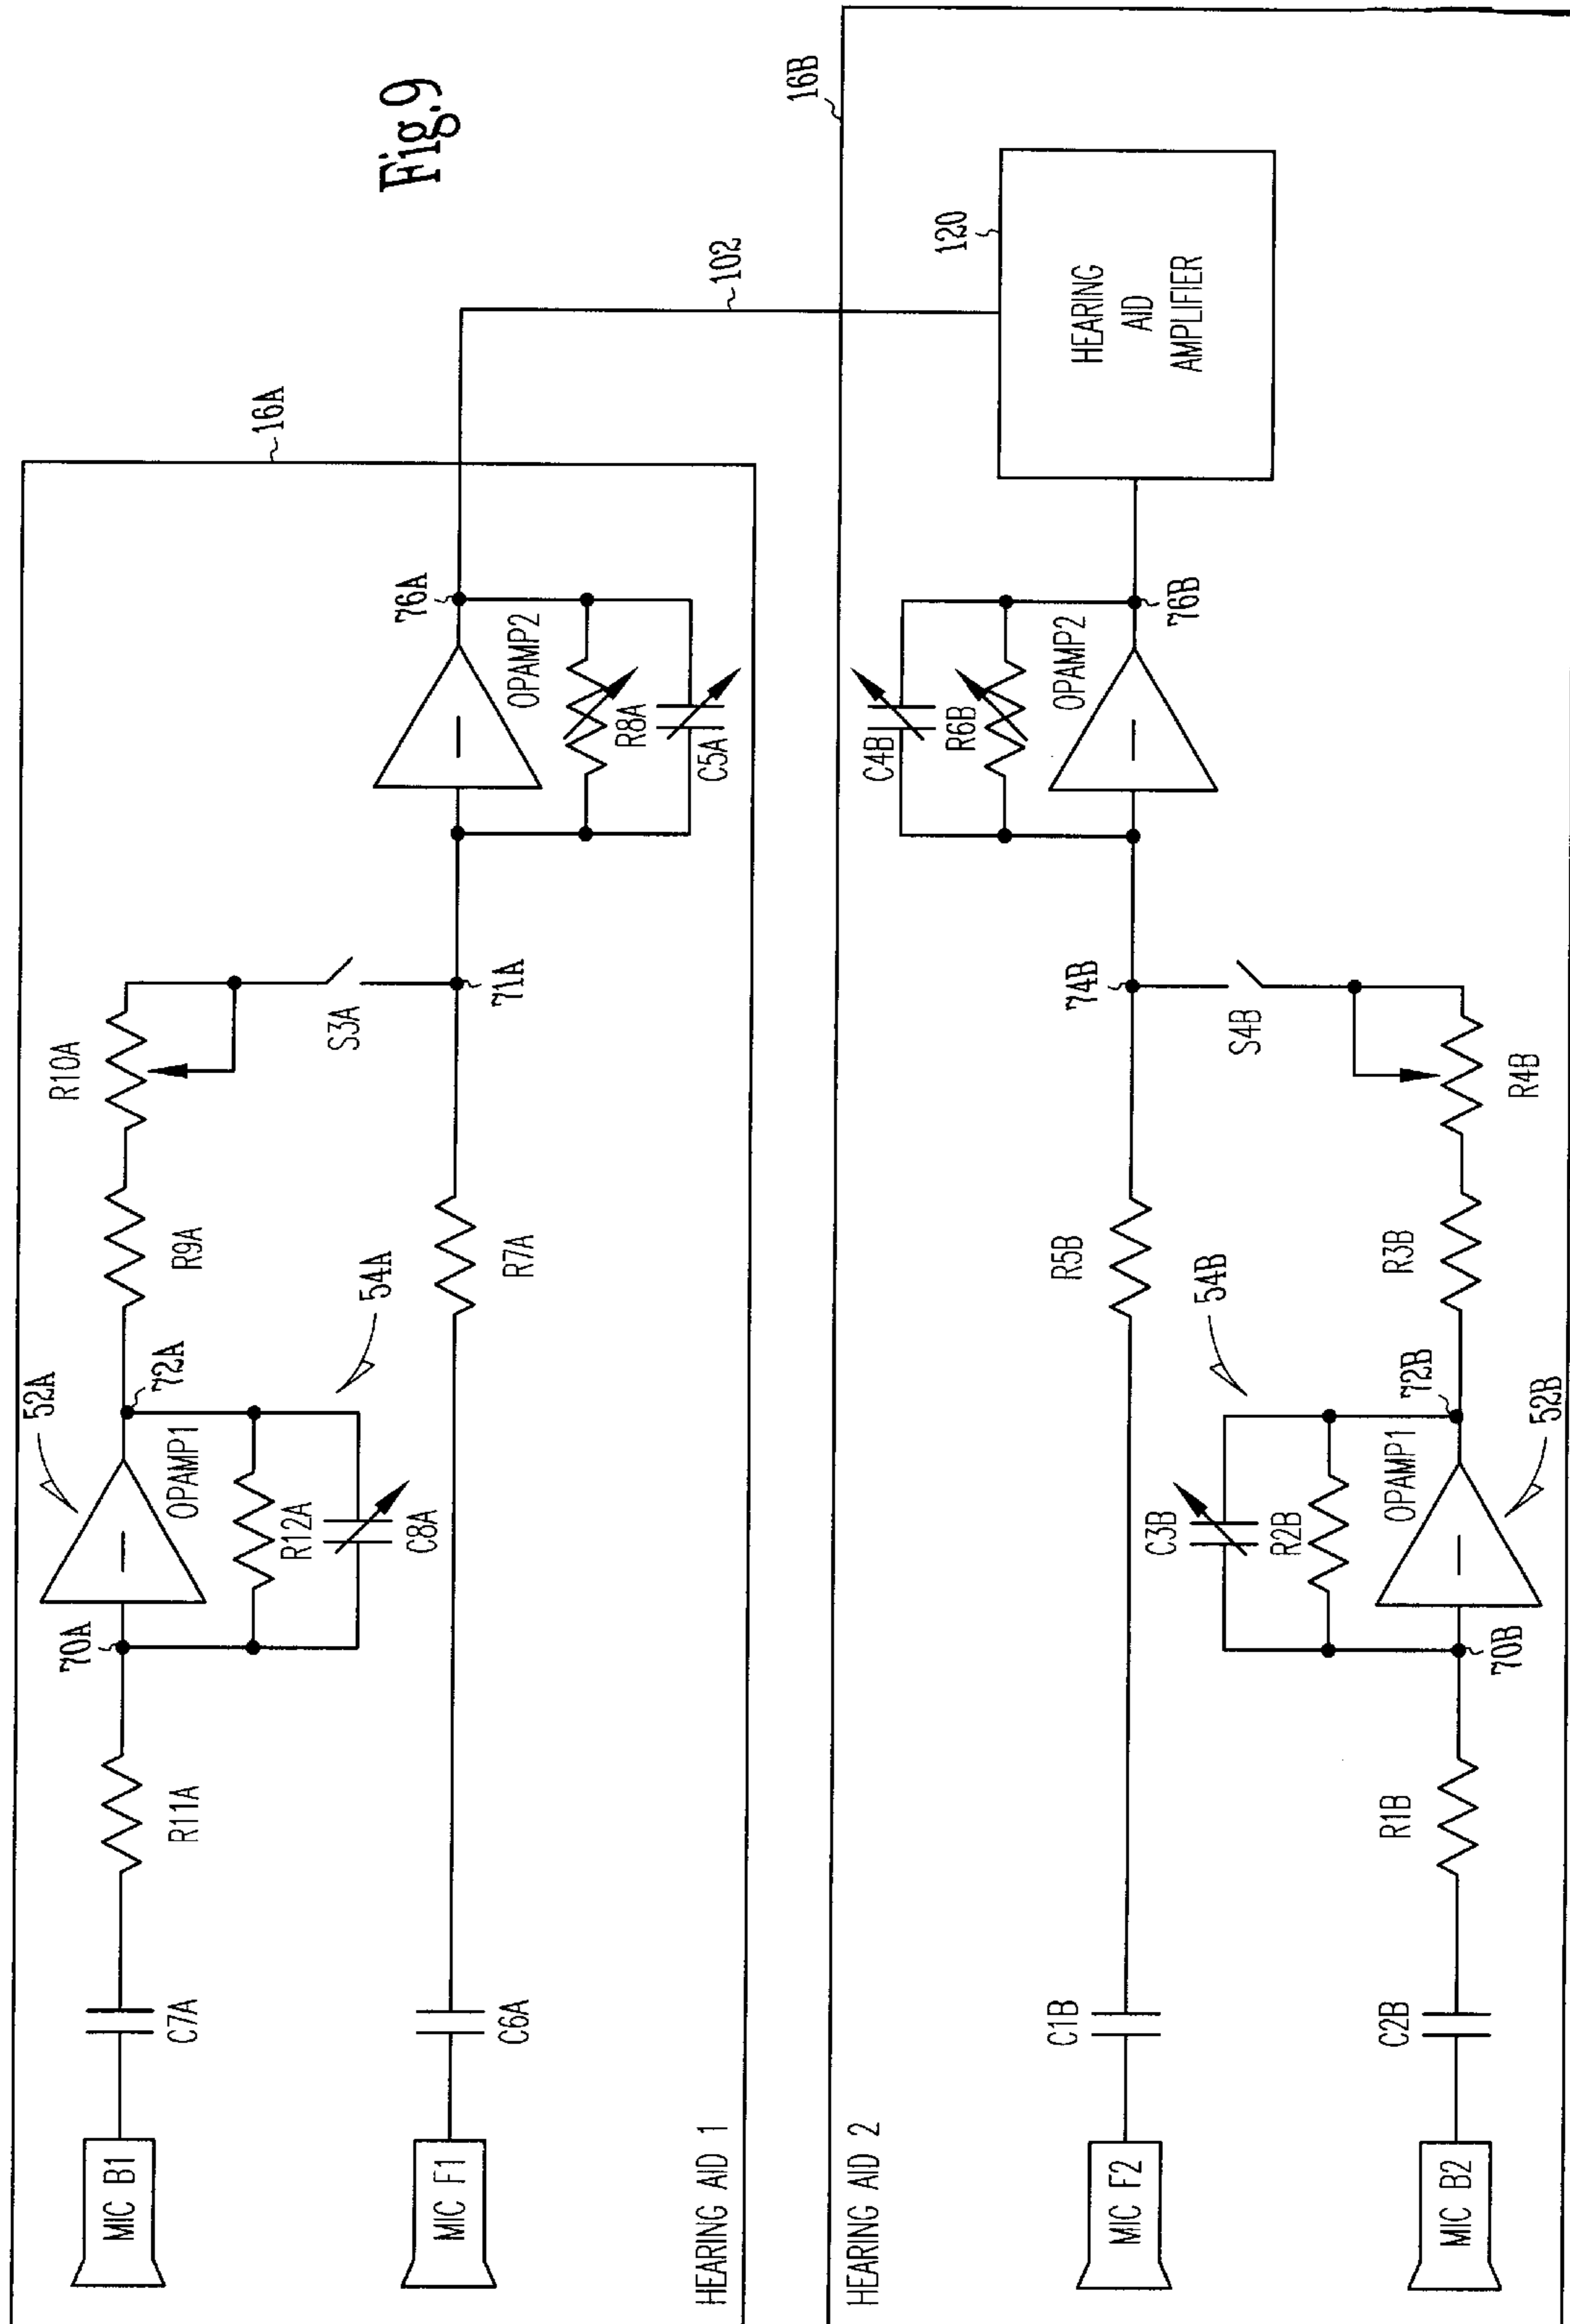 Fig.9
16A
52A
R10A
R9A
72A
OPAMP1
R12A
C8A
54A
70A
R11A
C7A
MIC B1
S3A
71A
76A
OPAMP2
R8A
C5A
R7A
C6A
MIC F1
HEARING AID 1
102
16B
120
HEARING
AID
AMPLIFIER
HEARING AID 2
C4B
R6B
OPAMP2
76B
74B
S4B
R4B
R5B
R3B
54B
72B
OPAMP1
52B
C3B
R2B
70B
R1B
C1B
C2B
MIC F2
MIC B2